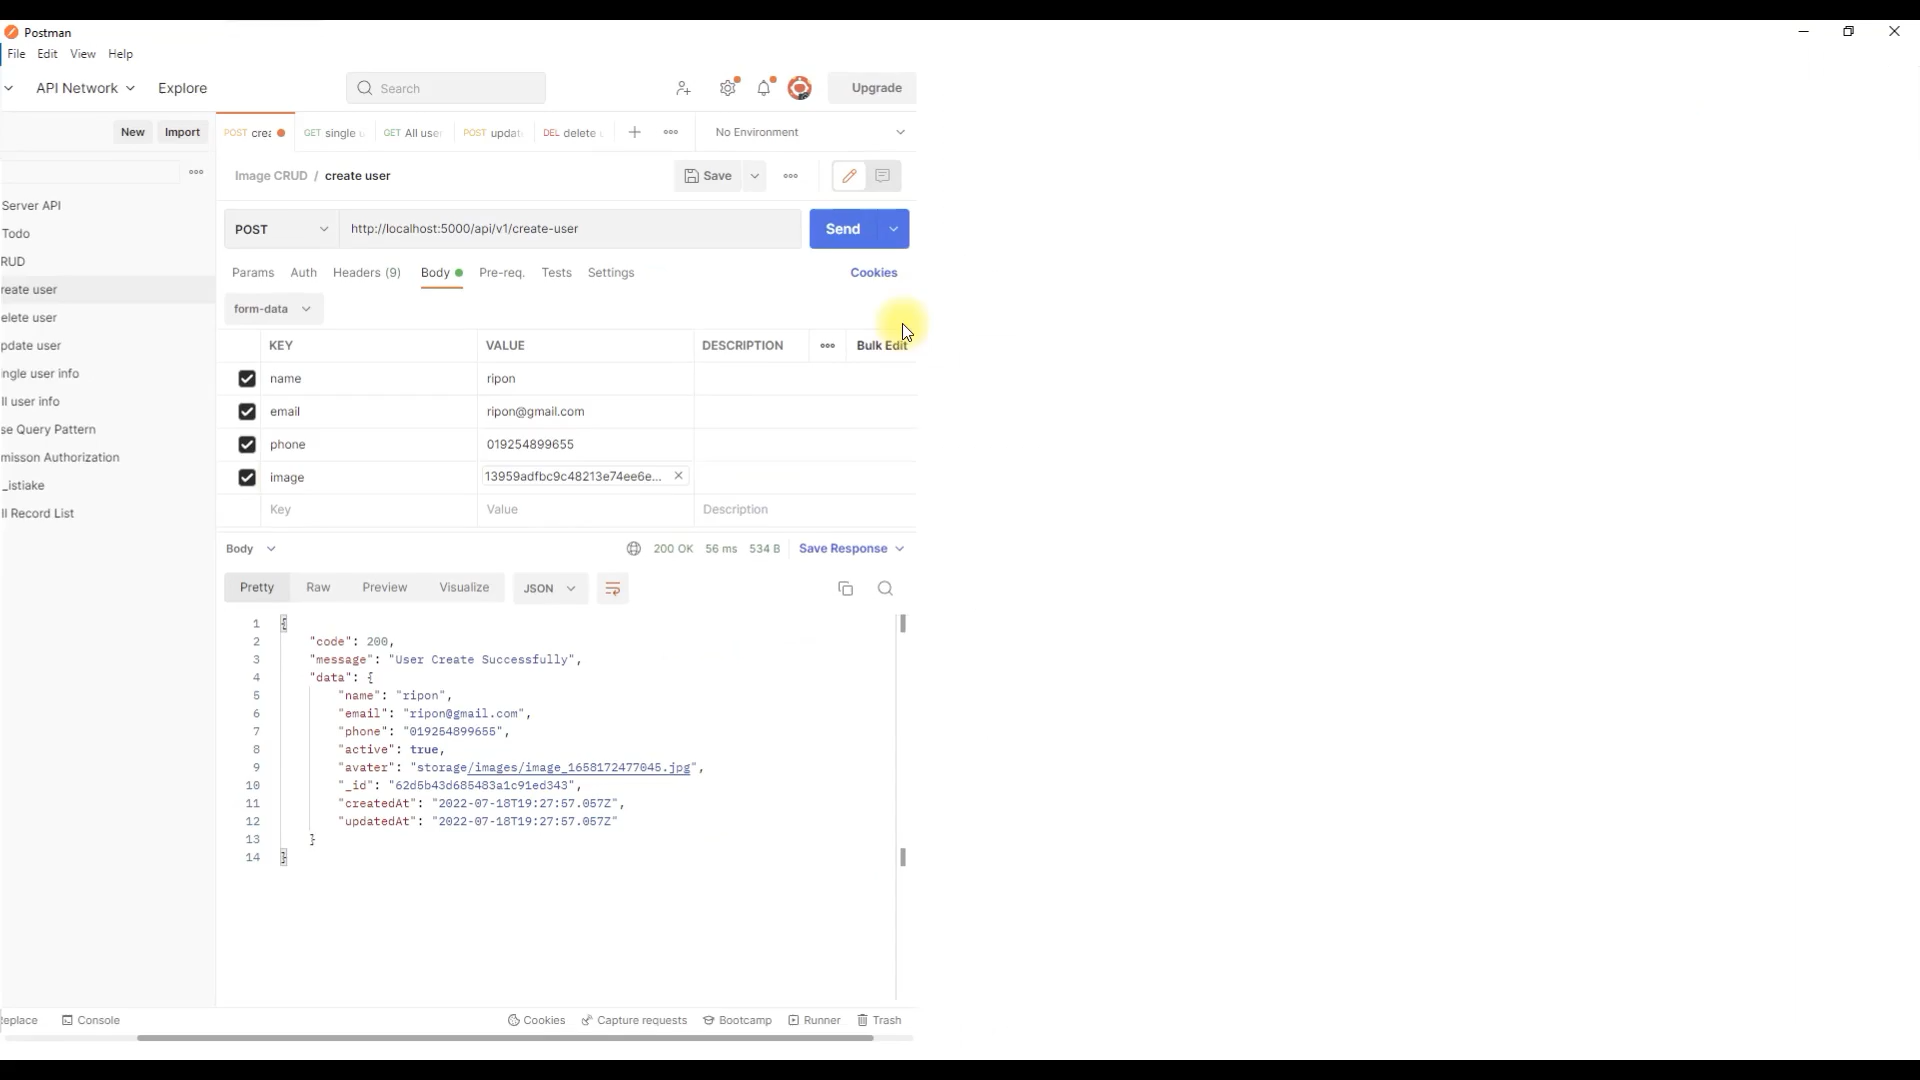 Postman
File Edit View Help
API Network Explore Search Upgrade
New Import POST crea GET single u GET All user POST updat DEL delete u No Environment
Image CRUD / create user Save
Server API
Todo
RUD
reate user
elete user
pdate user
ngle user info
ll user info
se Query Pattern
misson Authorization
_istiake
ll Record List
POST http://localhost:5000/api/v1/create-user Send
Params Auth Headers (9) Body Pre-req. Tests Settings Cookies
form-data
KEY VALUE DESCRIPTION Bulk Edit
name ripon
email ripon@gmail.com
phone 019254899655
image 13959adfbc9c48213e74ee6e...
Key Value Description
Body 200 OK 56 ms 534 B Save Response
Pretty Raw Preview Visualize JSON
1 {
2 "code": 200,
3 "message": "User Create Successfully",
4 "data": {
5 "name": "ripon",
6 "email": "ripon@gmail.com",
7 "phone": "019254899655",
8 "active": true,
9 "avater": "storage/images/image_1658172477045.jpg",
10 "_id": "62d5b43d685483a1c91ed343",
11 "createdAt": "2022-07-18T19:27:57.057Z",
12 "updatedAt": "2022-07-18T19:27:57.057Z"
13 }
14 }
Replace Console Cookies Capture requests Bootcamp Runner Trash